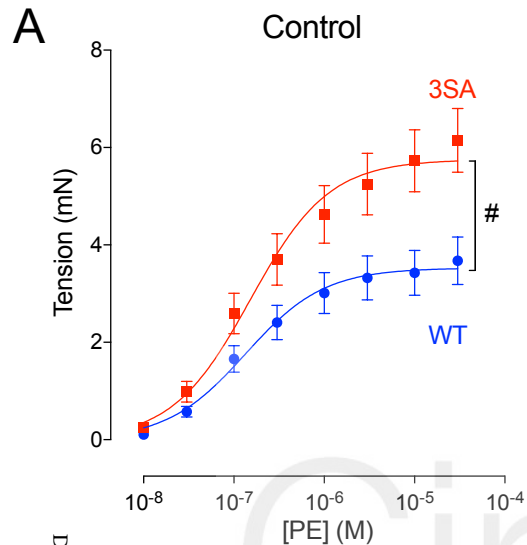 A
Control
3SA
Tension (mN)
8
6
4
2
0
#
WT
10-8
10-7
10-6
10-5
10-4
[PE] (M)
Cir
D